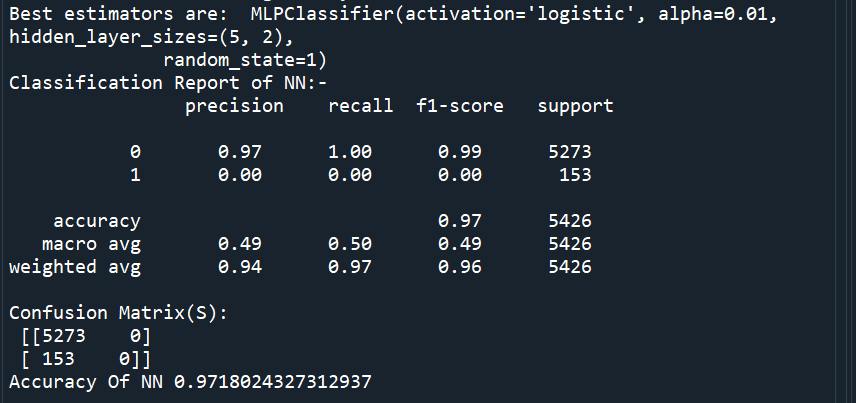 Best estimators are:  MLPClassifier(activation='logistic', alpha=0.01,
hidden_layer_sizes=(5, 2),
              random_state=1)
Classification Report of NN:-
                precision    recall  f1-score   support

           0       0.97      1.00      0.99      5273
           1       0.00      0.00      0.00       153

    accuracy                           0.97      5426
   macro avg       0.49      0.50      0.49      5426
weighted avg       0.94      0.97      0.96      5426

Confusion Matrix(S):
 [[5273    0]
 [ 153    0]]
Accuracy Of NN 0.9718024327312937